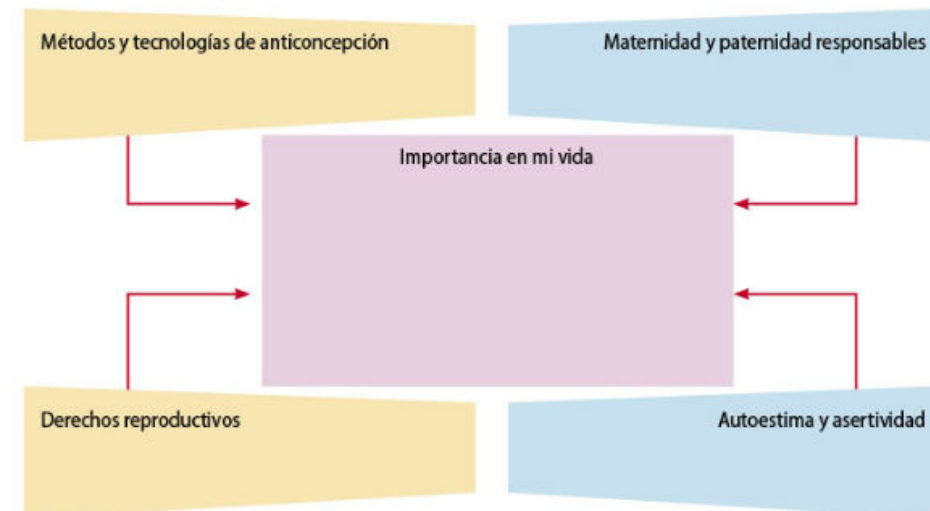 Métodos y tecnologías de anticoncepción
Maternidad y paternidad responsables
Importancia en mi vida
Derechos reproductivos
Autoestima y asertividad